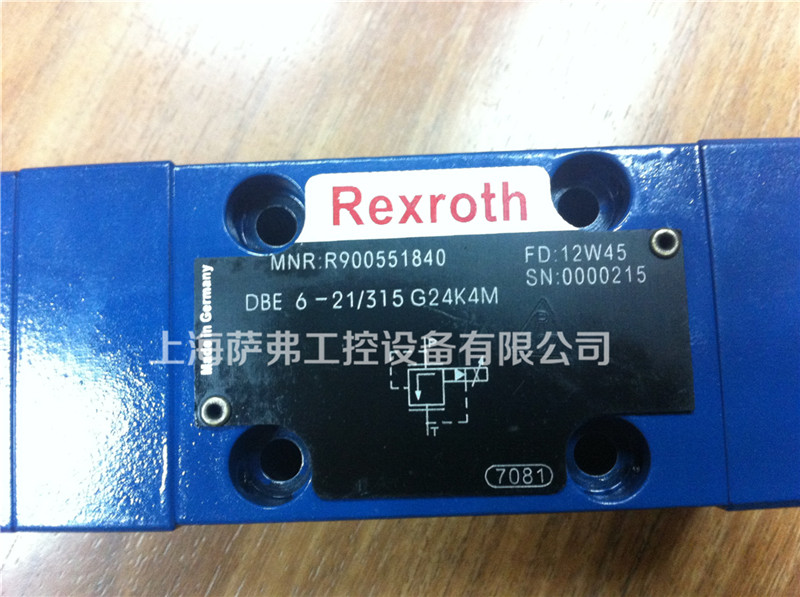 Rexroth
MNR:R900551840 FD:12W45
SN:0000215
DBE 6-21/315 G24K4M
Made in Germany
上海萨弗工控设备有限公司
P
T
7081